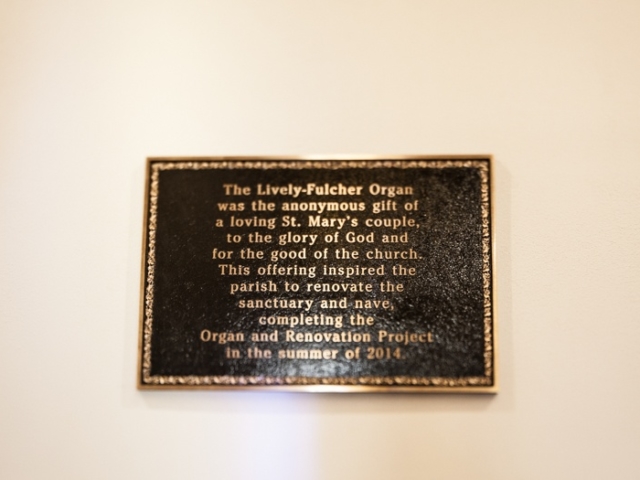 The Lively-Fulcher Organ
was the anonymous gift of
a loving St. Mary's couple,
to the glory of God and
for the good of the church.
This offering inspired the
parish to renovate the
sanctuary and nave,
completing the
Organ and Renovation Project
in the summer of 2014.